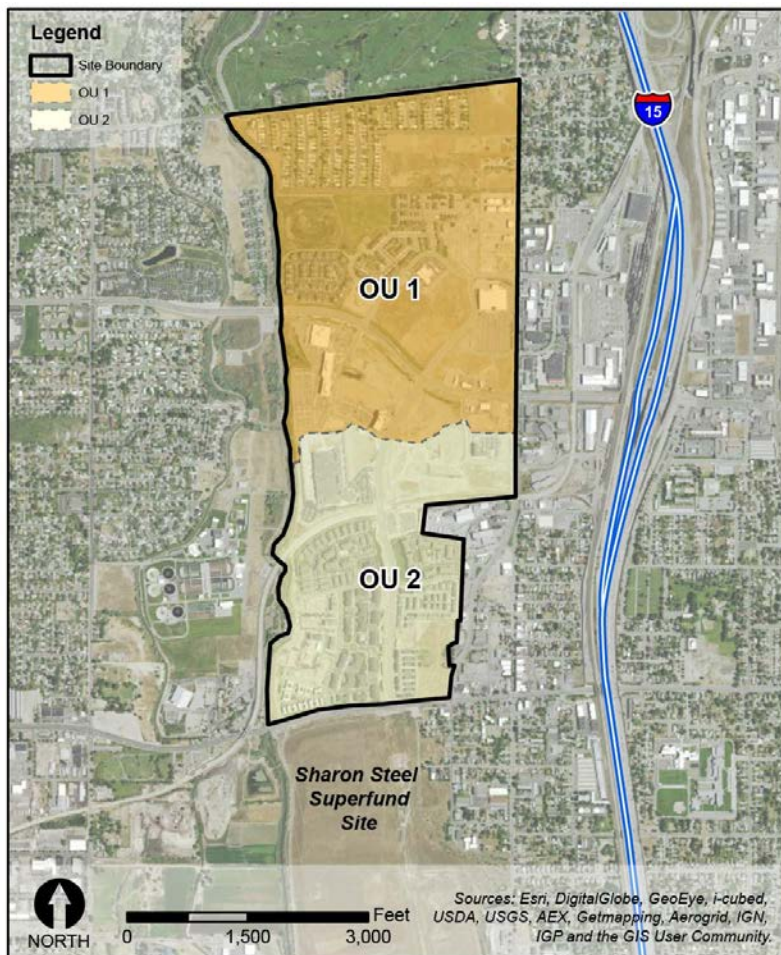 Legend
Site Boundary
OU 1
OU 2
15
OU 1
OU 2
Sharon Steel
Superfund
Site
NORTH
Feet
0 1,500 3,000
Sources: Esri, DigitalGlobe, GeoEye, i-cubed,
USDA, USGS, AEX, Getmapping, Aerogrid, IGN,
IGP and the GIS User Community.